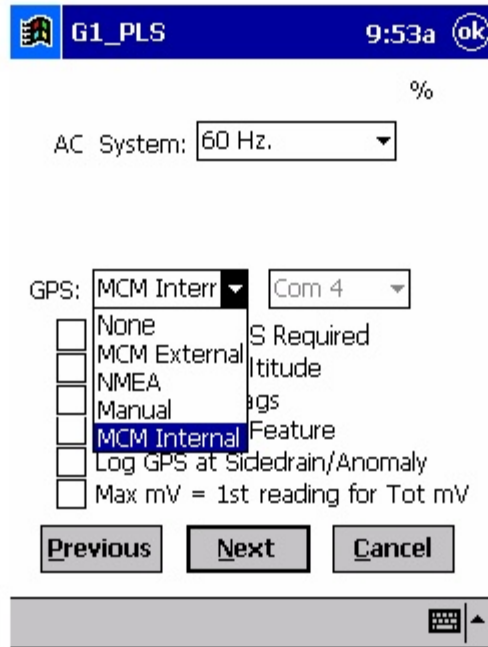 G1_PLS 9:53a ok
%
AC System: 60 Hz.
GPS: MCM Interr Com 4
None
S Required
MCM External
ltitude
NMEA
ags
Manual
Feature
MCM Internal
Log GPS at Sidedrain/Anomaly
Max mV = 1st reading for Tot mV
Previous Next Cancel